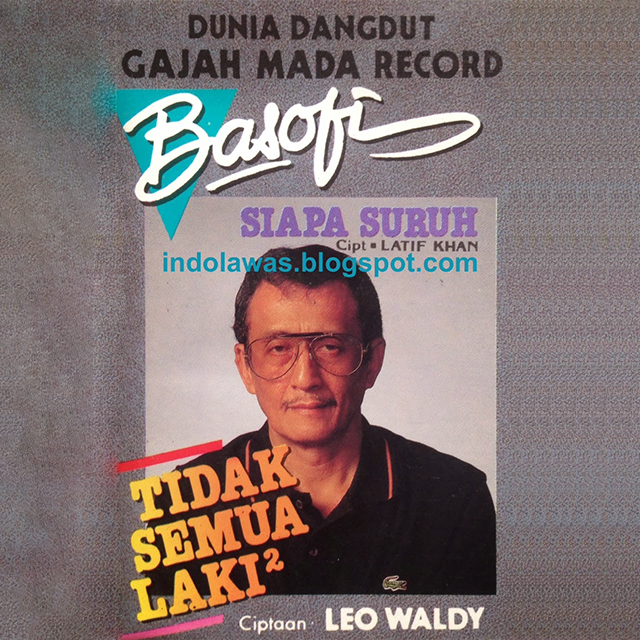 DUNIA DANGDUT
GAJAH MADA RECORD
Basofi
SIAPA SURUH
Cipt ▪ LATIF KHAN
indolawas.blogspot.com
TIDAK
SEMUA
LAKI²
Ciptaan · LEO WALDY